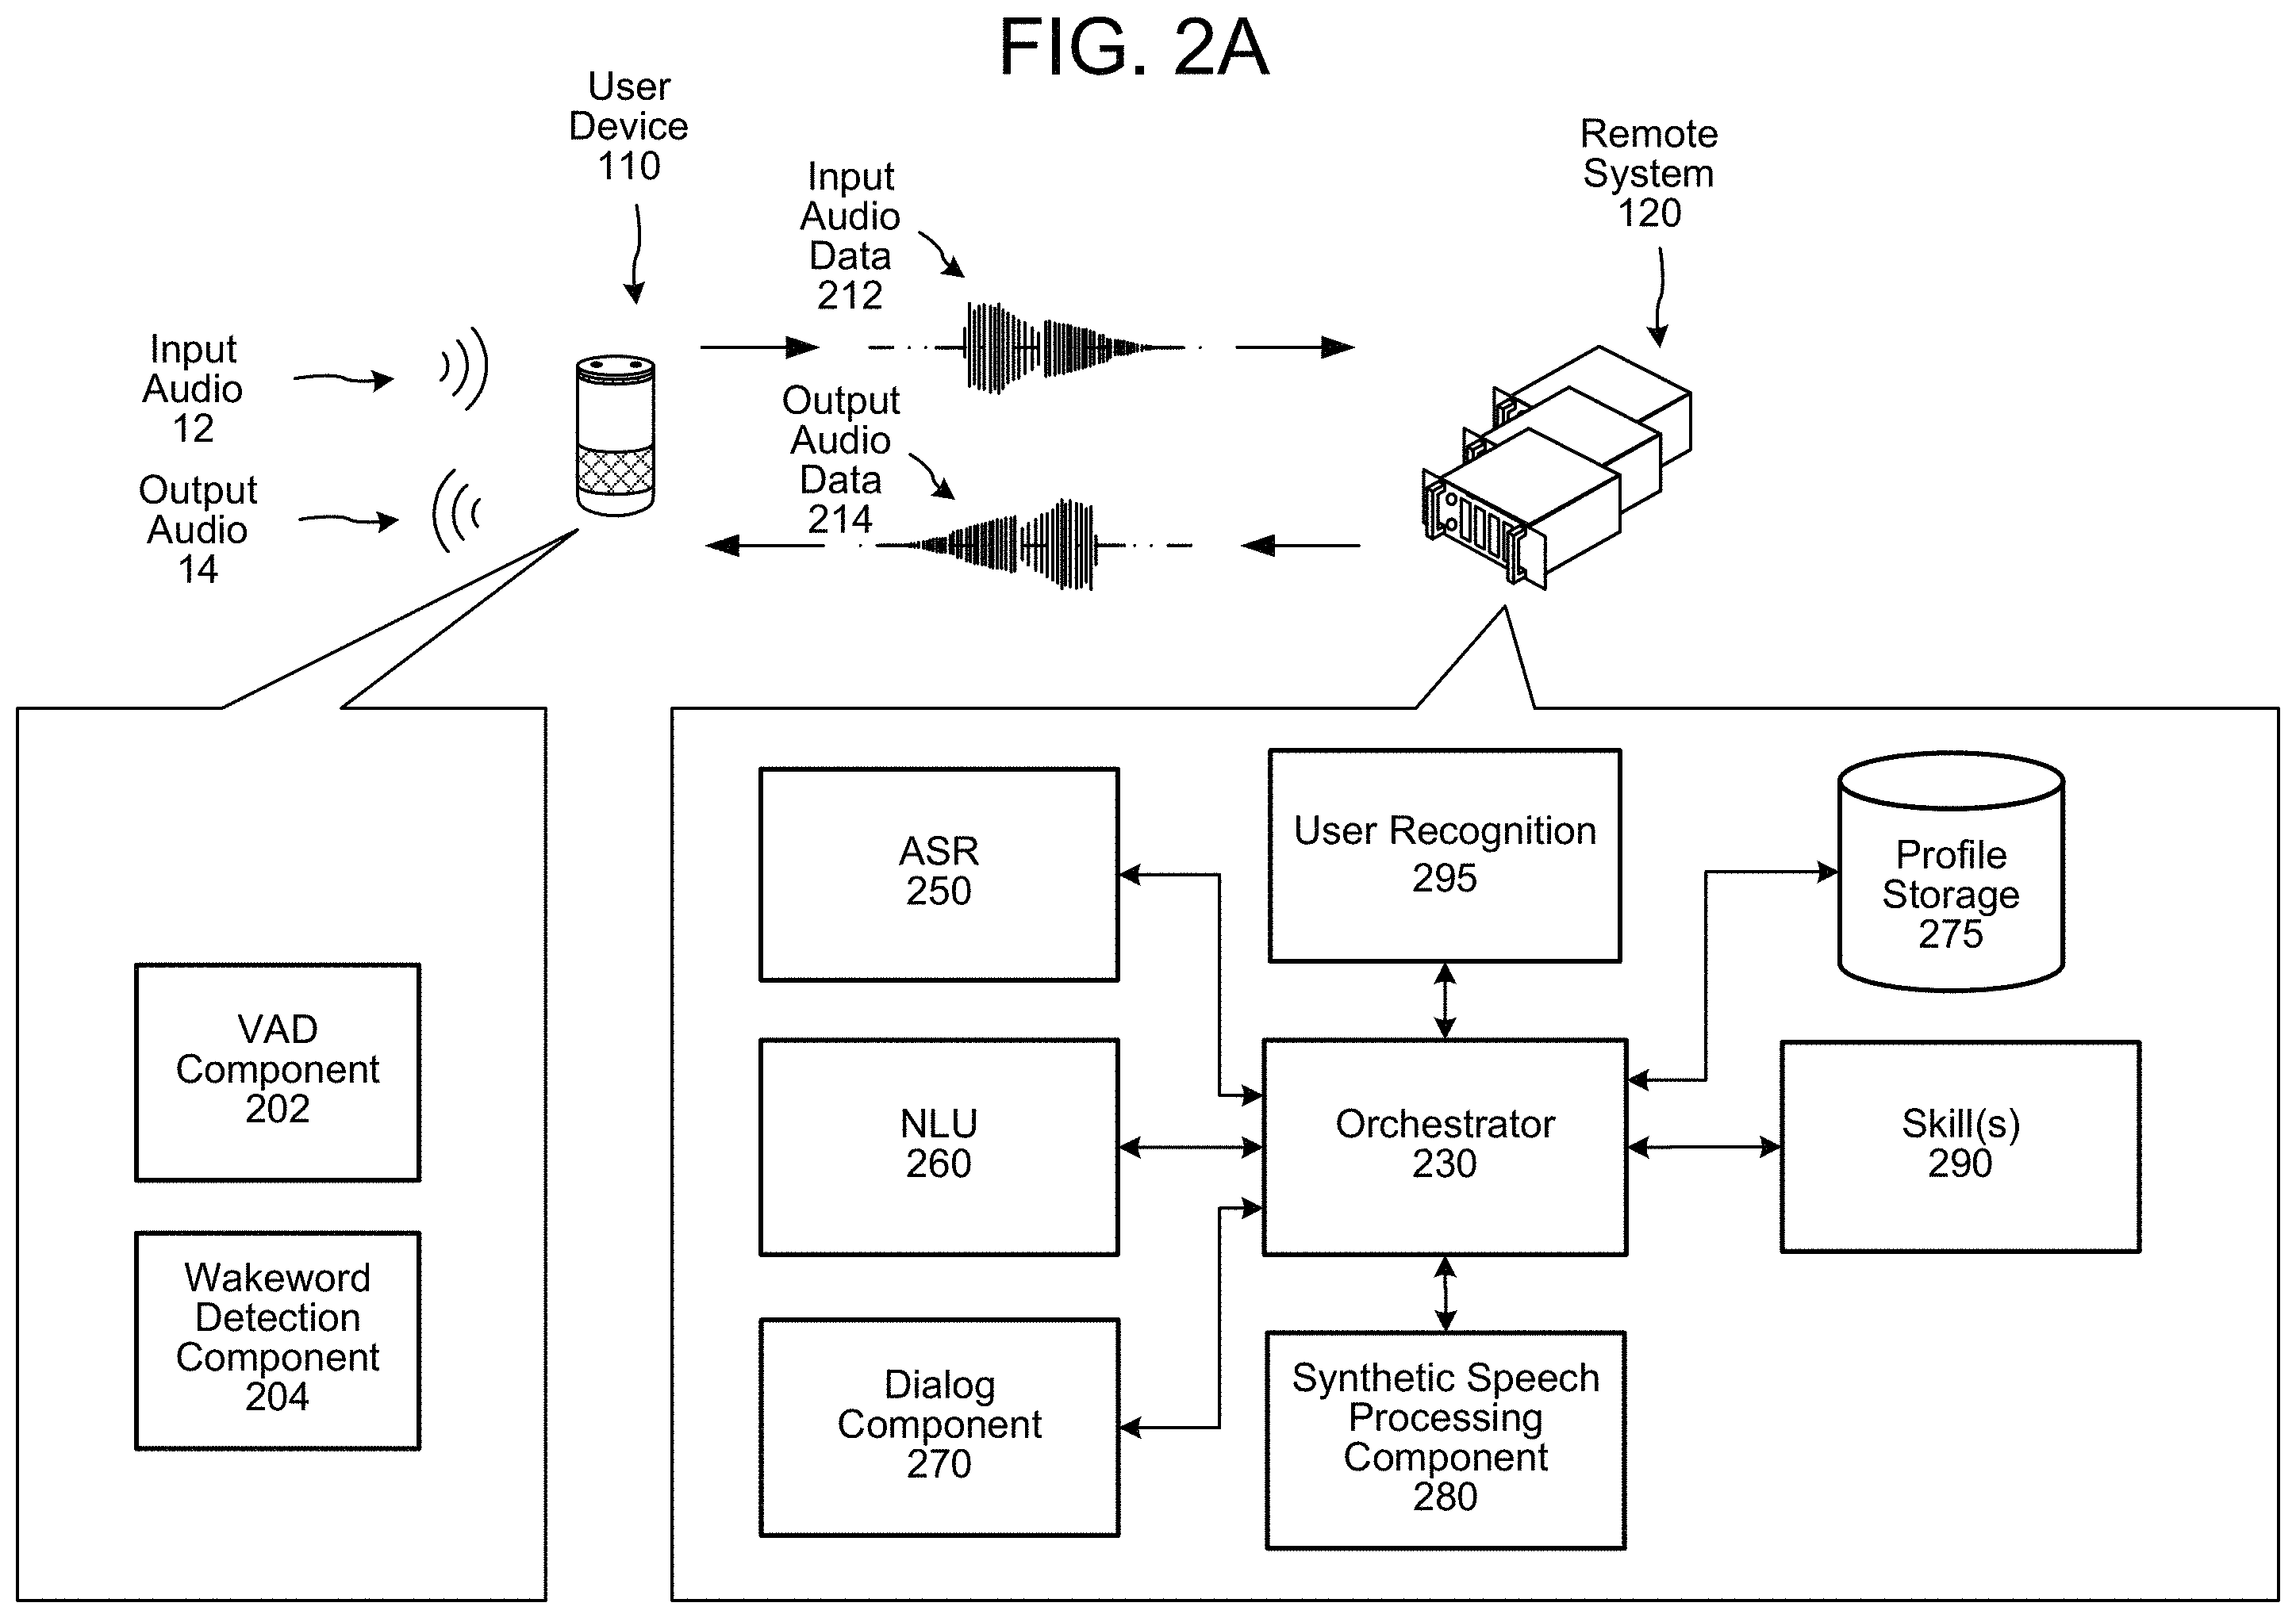 FIG. 2A
User
Device
110
Input
Audio
Data
212
Remote
System
120
Input
Audio
12
Output
Audio
Data
214
Output
Audio
14
VAD
Component
202
Wakeword
Detection
Component
204
ASR
250
User Recognition
295
Profile
Storage
275
NLU
260
Orchestrator
230
Skill(s)
290
Dialog
Component
270
Synthetic Speech
Processing
Component
280